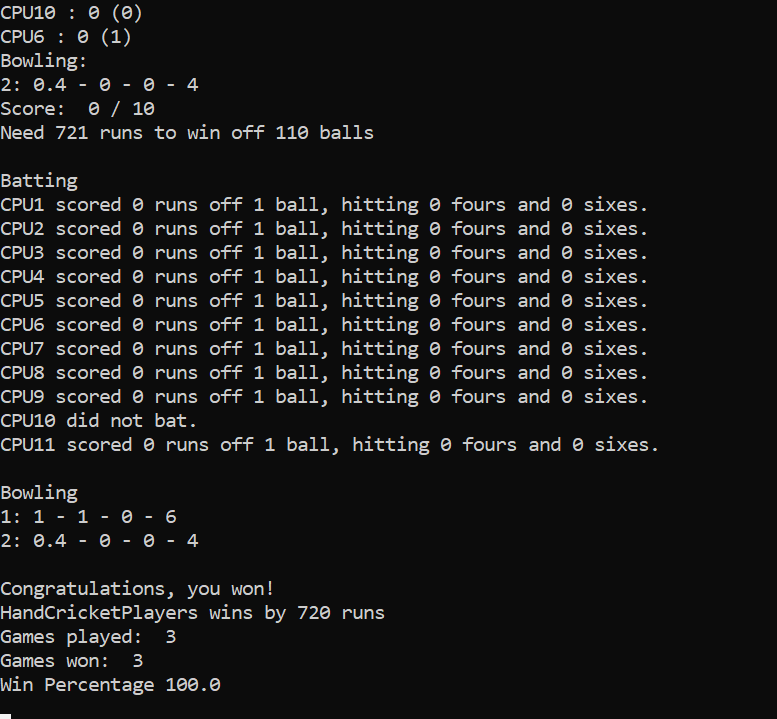 CPU10 : 0 (0)
CPU6 : 0 (1)
Bowling:
2: 0.4 - 0 - 0 - 4
Score:  0 / 10
Need 721 runs to win off 110 balls
Batting
CPU1 scored 0 runs off 1 ball, hitting 0 fours and 0 sixes.
CPU2 scored 0 runs off 1 ball, hitting 0 fours and 0 sixes.
CPU3 scored 0 runs off 1 ball, hitting 0 fours and 0 sixes.
CPU4 scored 0 runs off 1 ball, hitting 0 fours and 0 sixes.
CPU5 scored 0 runs off 1 ball, hitting 0 fours and 0 sixes.
CPU6 scored 0 runs off 1 ball, hitting 0 fours and 0 sixes.
CPU7 scored 0 runs off 1 ball, hitting 0 fours and 0 sixes.
CPU8 scored 0 runs off 1 ball, hitting 0 fours and 0 sixes.
CPU9 scored 0 runs off 1 ball, hitting 0 fours and 0 sixes.
CPU10 did not bat.
CPU11 scored 0 runs off 1 ball, hitting 0 fours and 0 sixes.
Bowling
1: 1 - 1 - 0 - 6
2: 0.4 - 0 - 0 - 4
Congratulations, you won!
HandCricketPlayers wins by 720 runs
Games played:  3
Games won:  3
Win Percentage 100.0